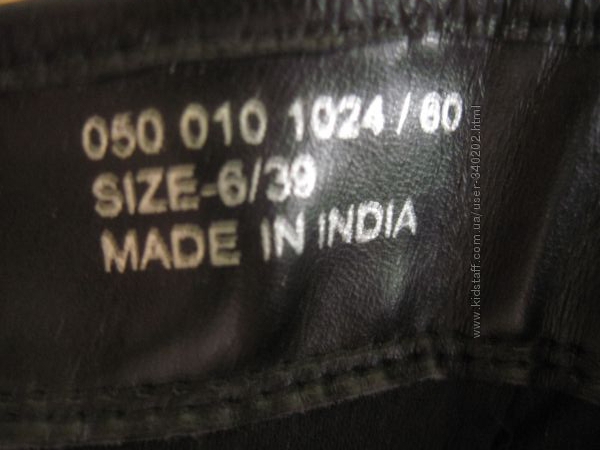 050 010 1024/60
SIZE-6/39
MADE IN INDIA
www.kidstaff.com.ua/user-340202.html